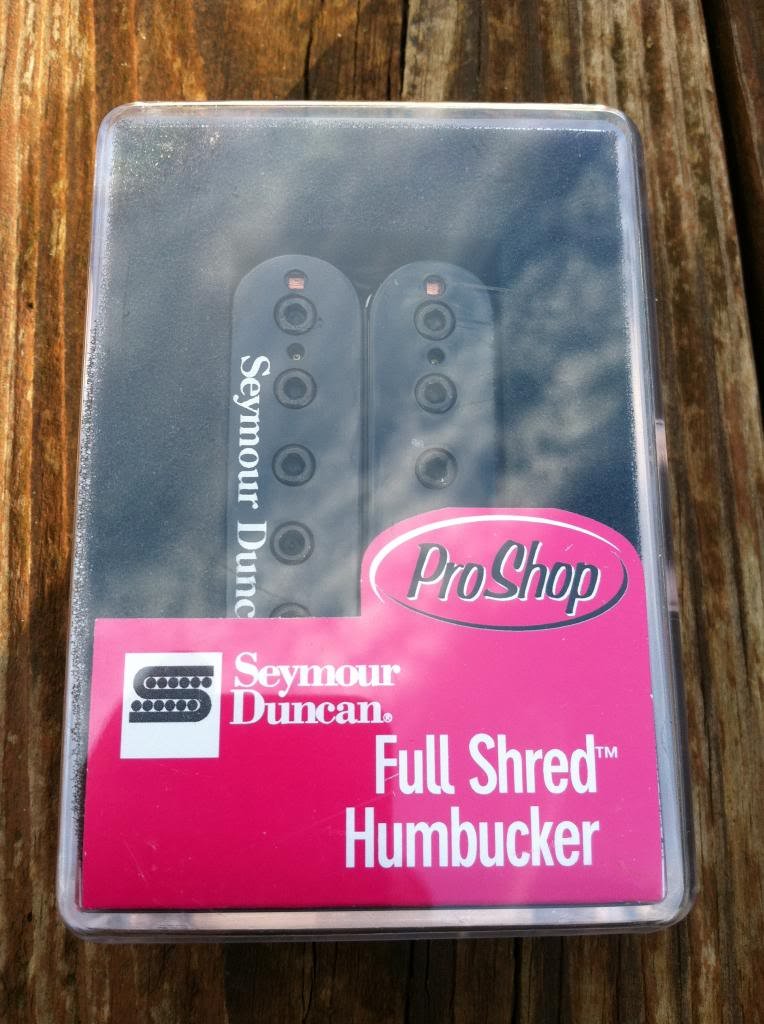 Seymour Dunc
ProShop
Seymour
Duncan®
Full Shred™
Humbucker